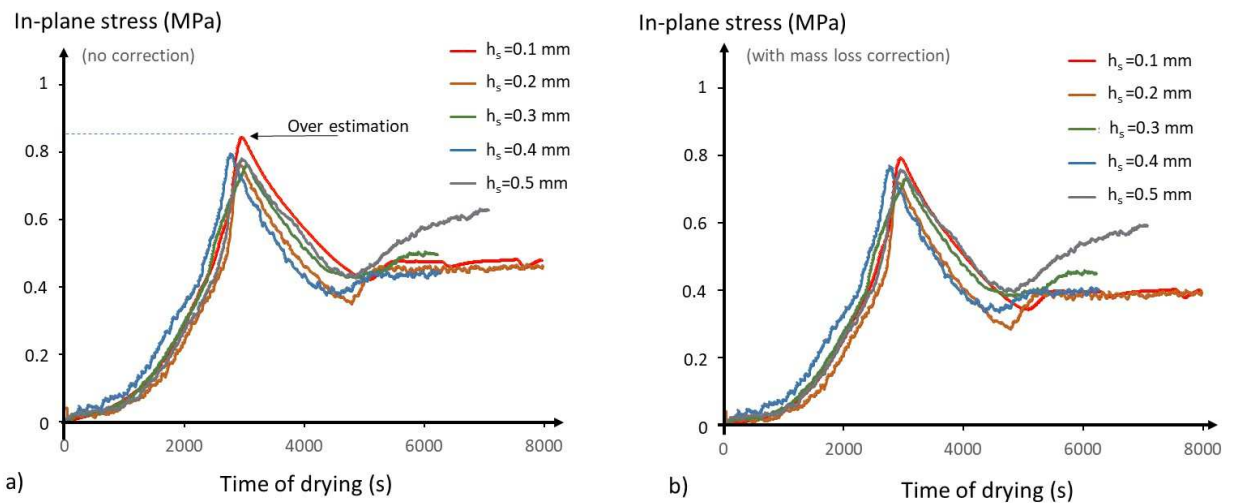 In-plane stress (MPa)
(no correction)
1
0.8
0.6
0.4
0.2
0
0
2000
4000
6000
8000
Over estimation
hs =0.1 mm
hs =0.2 mm
hs =0.3 mm
hs =0.4 mm
hs =0.5 mm
Time of drying (s)
a)
In-plane stress (MPa)
(with mass loss correction)
1
0.8
0.6
0.4
0.2
0
0
2000
4000
6000
8000
hs =0.1 mm
hs =0.2 mm
hs =0.3 mm
hs =0.4 mm
hs =0.5 mm
Time of drying (s)
b)